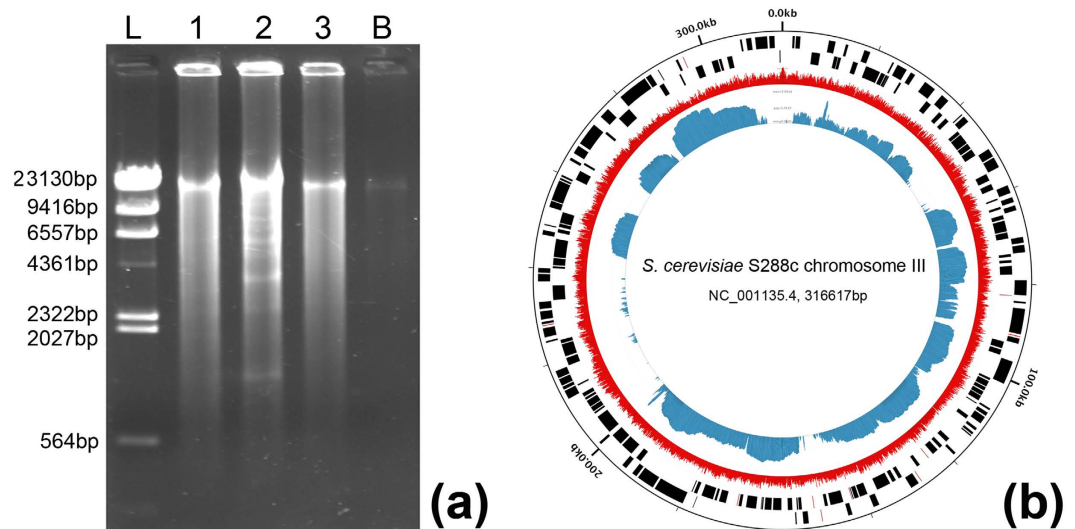 L 1 2 3 B
23130bp
9416bp
6557bp
4361bp
2322bp
2027bp
564bp
(a)
0.0kb
300.0kb
100.0kb
200.0kb
S. cerevisiae S288c chromosome III
NC_001135.4, 316617bp
(b)